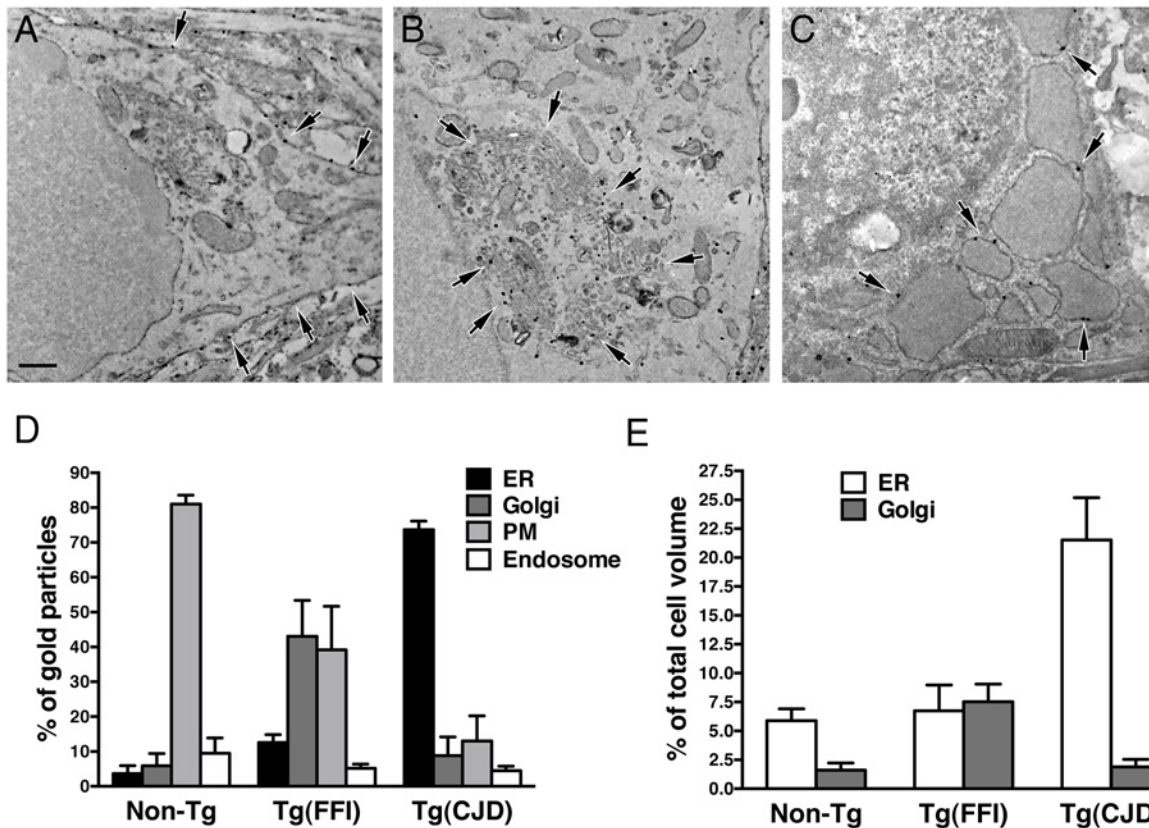 A
B
C
D
E
% of gold particles
90
80
70
60
50
40
30
20
10
0
ER
Golgi
PM
Endosome
Non-Tg
Tg(FFI)
Tg(CJD)
% of total cell volume
27.5
25.0
22.5
20.0
17.5
15.0
12.5
10.0
7.5
5.0
2.5
0.0
ER
Golgi
Non-Tg
Tg(FFI)
Tg(CJD